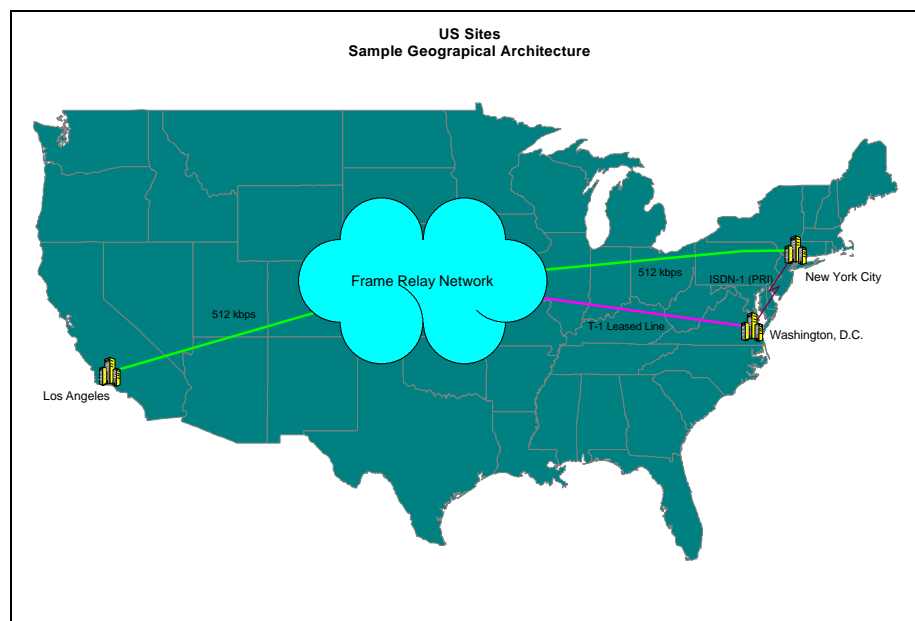 US Sites
Sample Geograpical Architecture
Frame Relay Network
512 kbps
ISDN-1 (PRI)
New York City
512 kbps
T-1 Leased Line
Washington, D.C.
Los Angeles